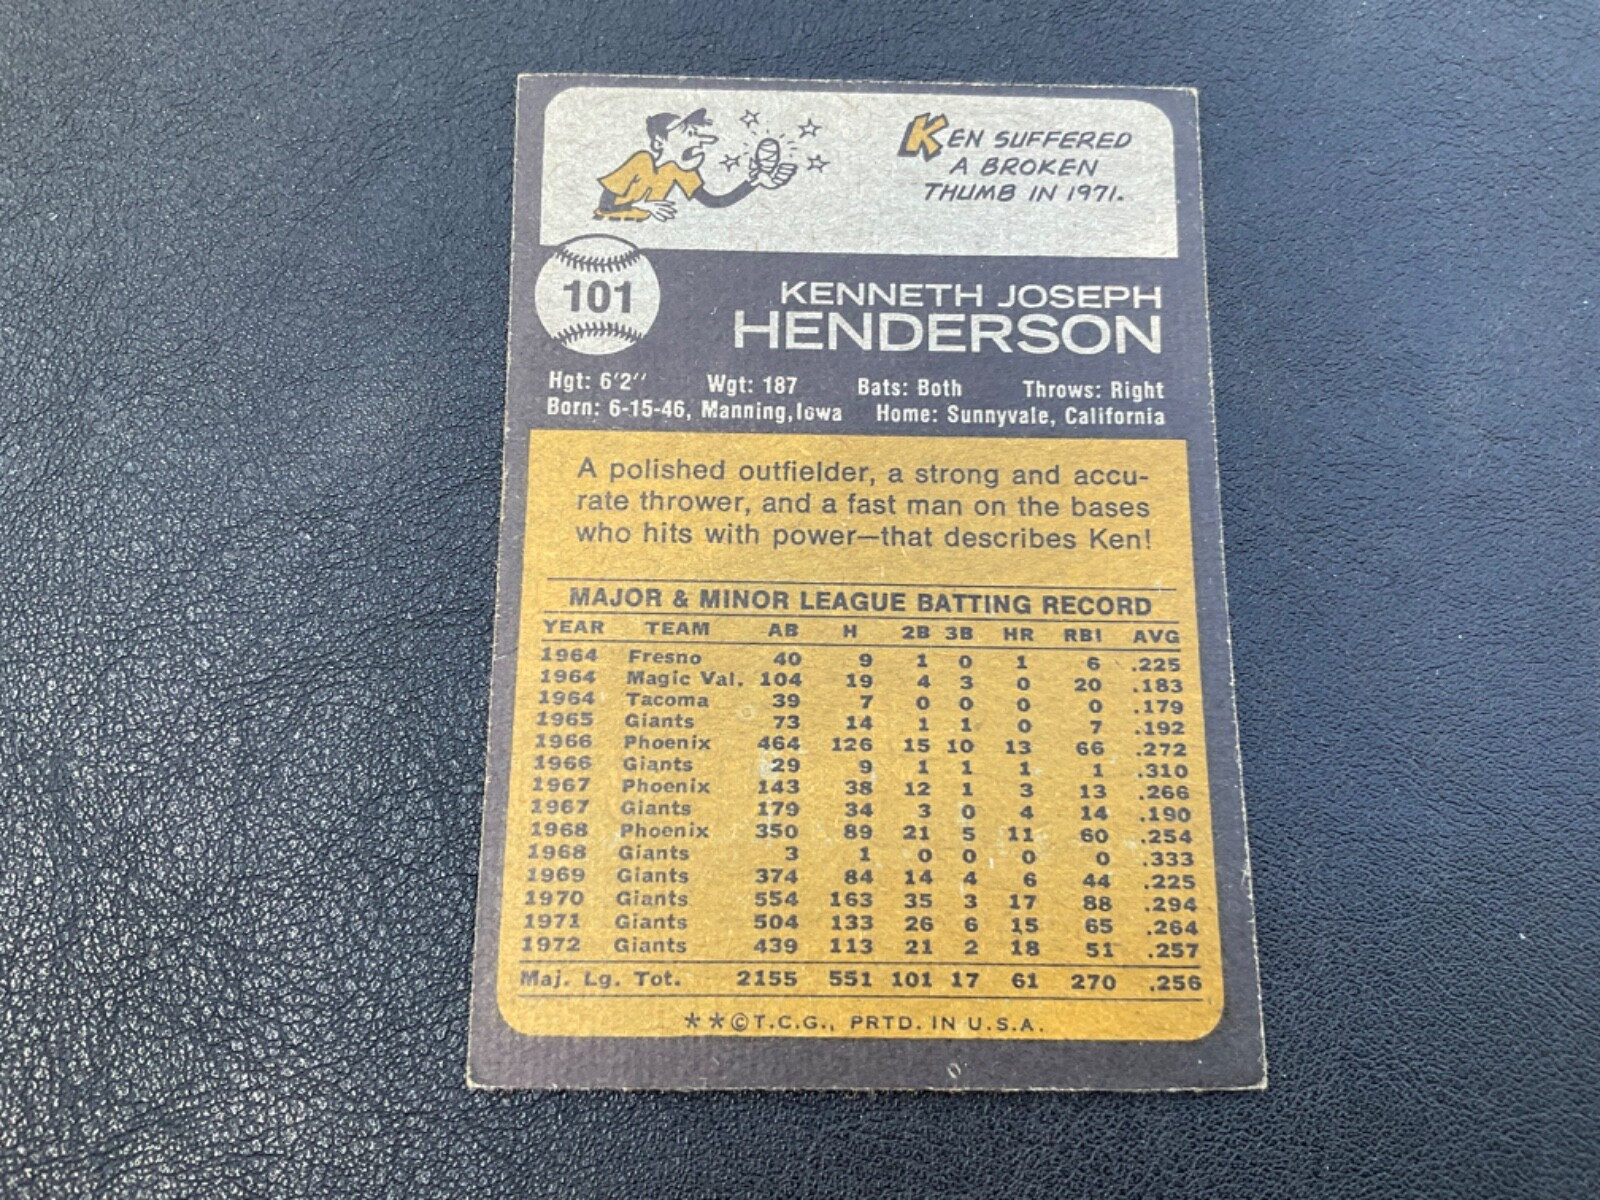 KEN SUFFERED
A BROKEN
THUMB IN 1971.
101
KENNETH JOSEPH
HENDERSON
Hgt: 6'2" Wgt: 187 Bats: Both Throws: Right
Born: 6-15-46, Manning, Iowa Home: Sunnyvale, California
A polished outfielder, a strong and accu-
rate thrower, and a fast man on the bases
who hits with power—that describes Ken!
MAJOR & MINOR LEAGUE BATTING RECORD
YEAR TEAM AB H 2B 3B HR RBI AVG
1964 Fresno 40 9 1 0 1 6 .225
1964 Magic Val. 104 19 4 3 0 20 .183
1964 Tacoma 39 7 0 0 0 0 .179
1965 Giants 73 14 1 1 0 7 .192
1966 Phoenix 464 126 15 10 13 66 .272
1966 Giants 29 9 1 1 1 1 .310
1967 Phoenix 143 38 12 1 3 13 .266
1967 Giants 179 34 3 0 4 14 .190
1968 Phoenix 350 89 21 5 11 60 .254
1968 Giants 3 1 0 0 0 0 .333
1969 Giants 374 84 14 4 6 44 .225
1970 Giants 554 163 35 3 17 88 .294
1971 Giants 504 133 26 6 15 65 .264
1972 Giants 439 113 21 2 18 51 .257
Maj. Lg. Tot. 2155 551 101 17 61 270 .256
**©T.C.G., PRTD. IN U.S.A.